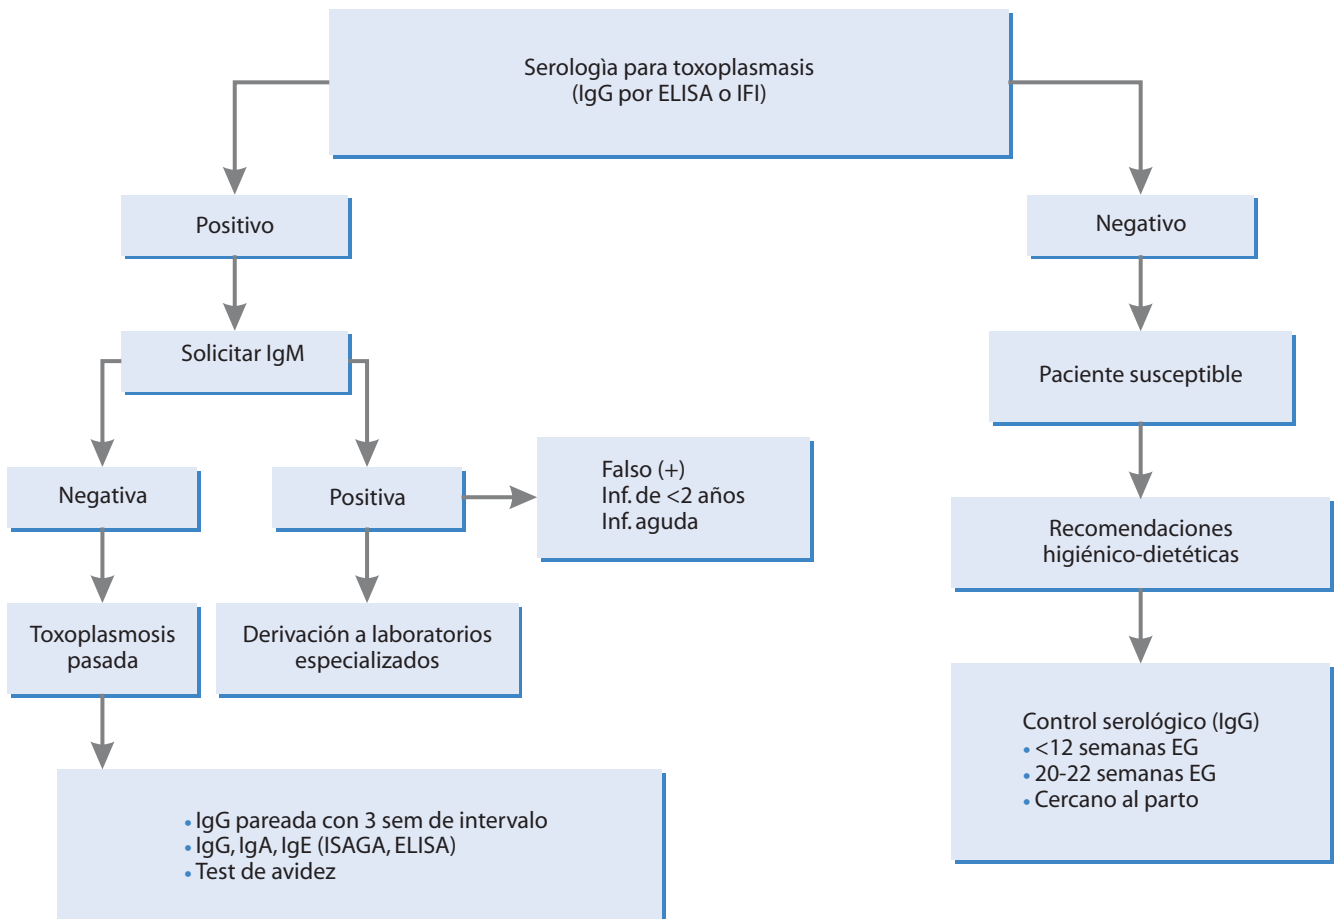 Serologìa para toxoplasmasis
(IgG por ELISA o IFI)
Positivo
Negativo
Solicitar IgM
Paciente susceptible
Negativa
Positiva
Falso (+)
Inf. de <2 años
Inf. aguda
Recomendaciones
higiénico-dietéticas
Toxoplasmosis
pasada
Derivación a laboratorios
especializados
Control serológico (IgG)
• <12 semanas EG
• 20-22 semanas EG
• Cercano al parto
• IgG pareada con 3 sem de intervalo
• IgG, IgA, IgE (ISAGA, ELISA)
• Test de avidez